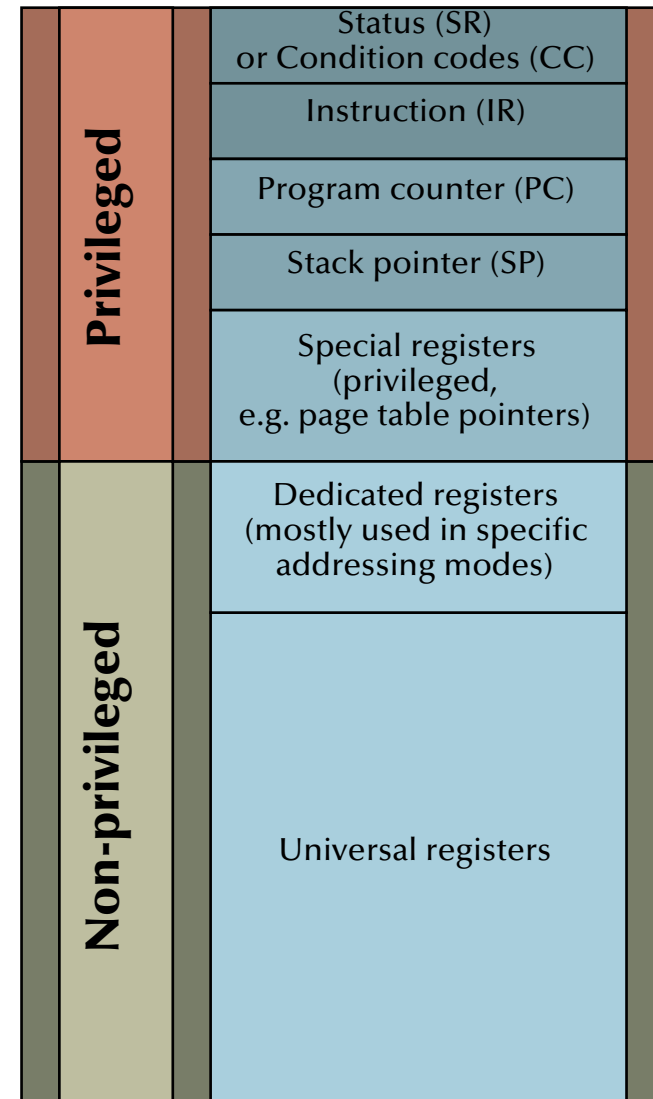 Privileged
Status (SR)
or Condition codes (CC)
Instruction (IR)
Program counter (PC)
Stack pointer (SP)
Special registers
(privileged,
e.g. page table pointers)
Non-privileged
Dedicated registers
(mostly used in specific
addressing modes)
Universal registers